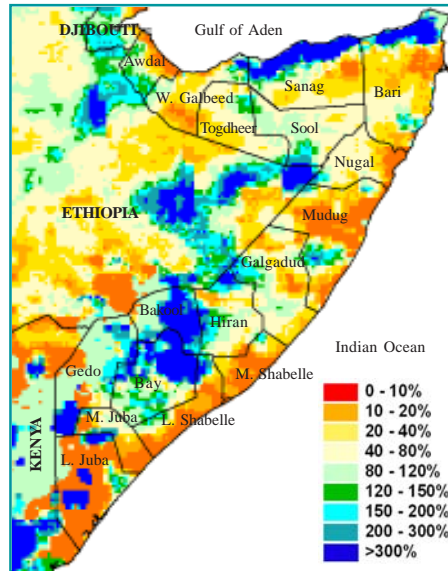 DJIBOUTI
Gulf of Aden
Awdal
W. Galbeed
Sanag
Bari
Togdheer
Sool
Nugal
ETHIOPIA
Mudug
Galgadud
Bakool
Hiran
Indian Ocean
Gedo
Bay
M. Shabelle
M. Juba
L. Shabelle
KENYA
L. Juba
0 - 10%
10 - 20%
20 - 40%
40 - 80%
80 - 120%
120 - 150%
150 - 200%
200 - 300%
>300%